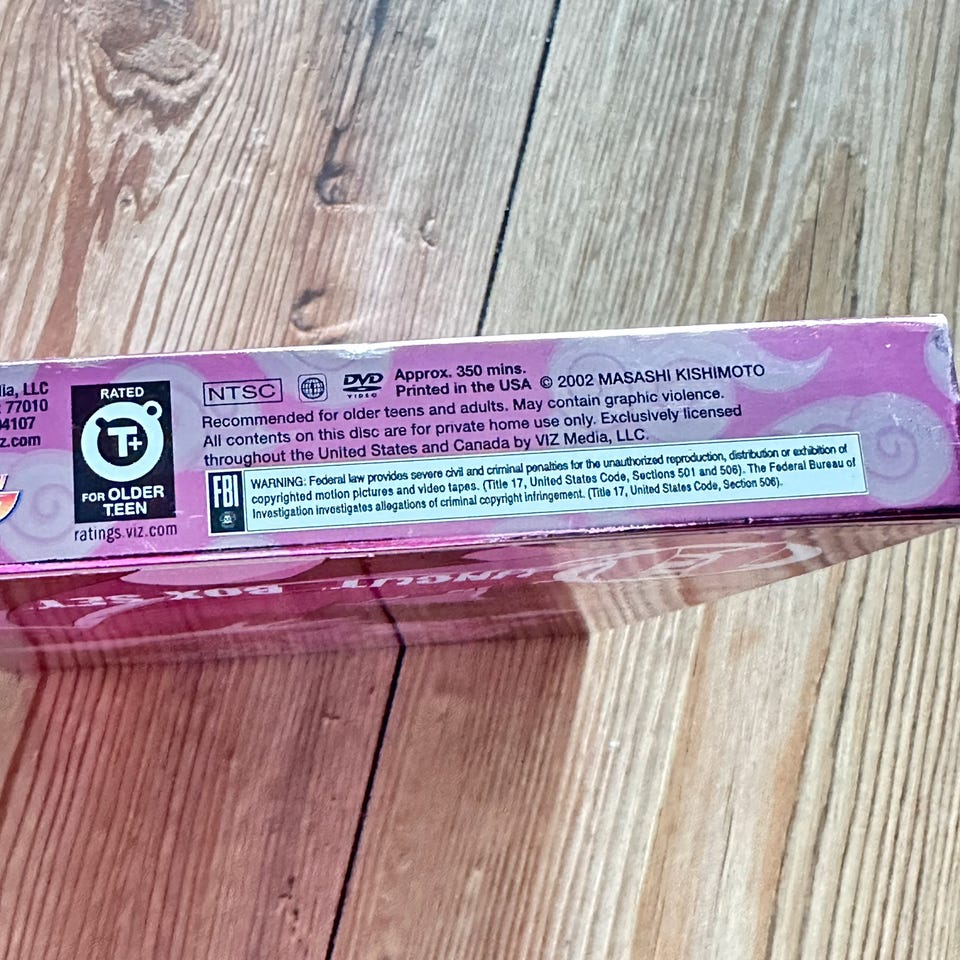 ia, LLC
77010
4107
z.com
RATED
T+
FOR OLDER
TEEN
ratings.viz.com
NTSC
DVD
VIDEO
Approx. 350 mins.
Printed in the USA © 2002 MASASHI KISHIMOTO
Recommended for older teens and adults. May contain graphic violence.
All contents on this disc are for private home use only. Exclusively licensed
throughout the United States and Canada by VIZ Media, LLC.
FBI
WARNING: Federal law provides severe civil and criminal penalties for the unauthorized reproduction, distribution or exhibition of
copyrighted motion pictures and video tapes. (Title 17, United States Code, Sections 501 and 506). The Federal Bureau of
Investigation investigates allegations of criminal copyright infringement. (Title 17, United States Code, Section 506).
UNCUT
BOX SET